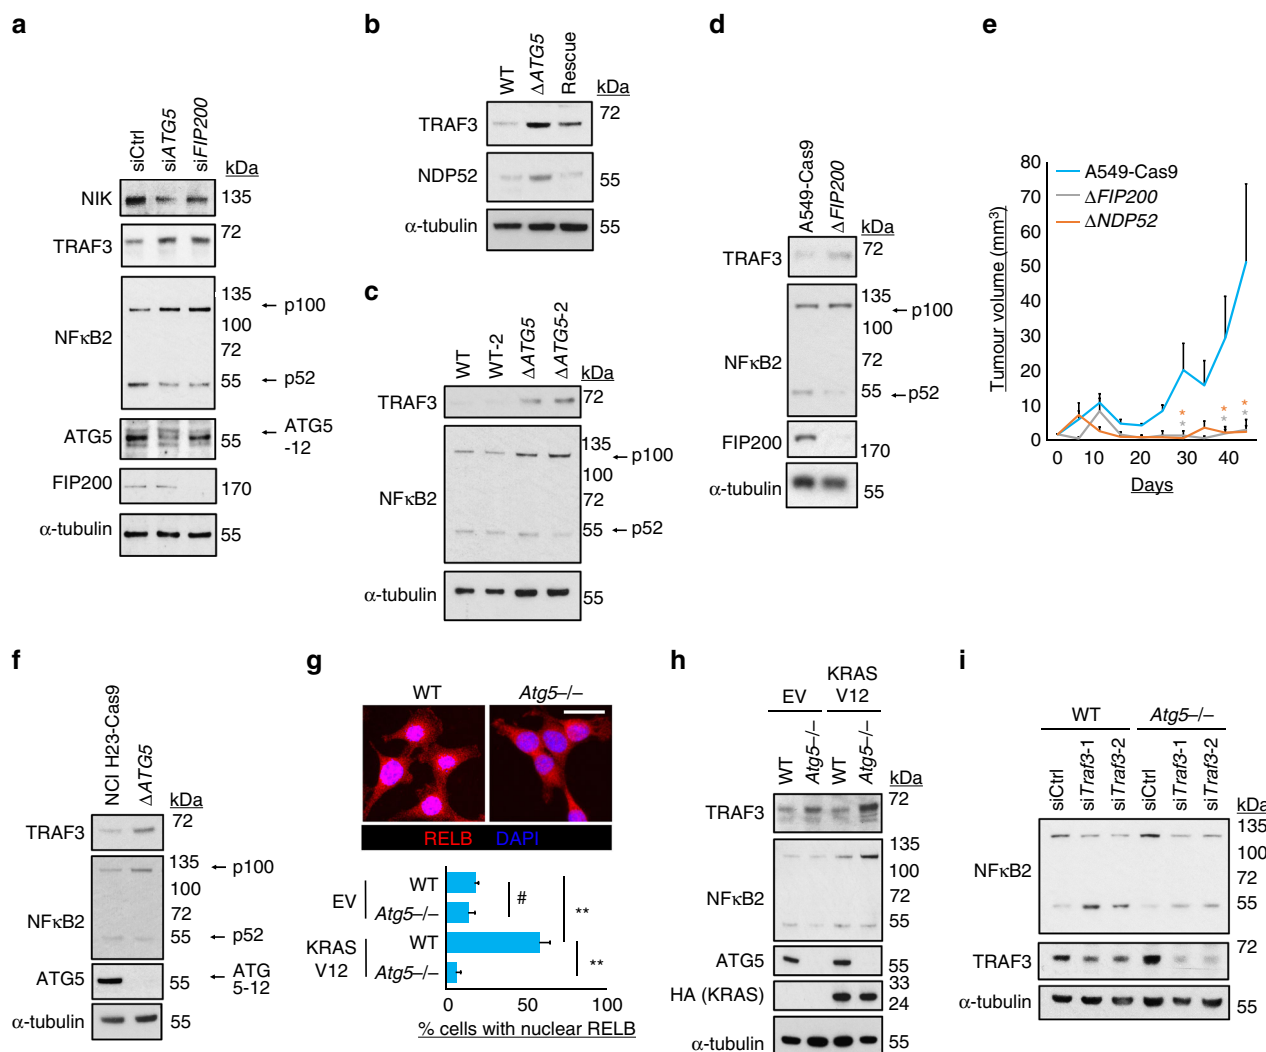 a
siCtrl
siATG5
siFIP200
kDa
NIK
135
TRAF3
72
NFκB2
135
← p100
100
72
55
← p52
ATG5
55
← ATG5
-12
FIP200
170
α-tubulin
55
b
WT
ΔATG5
Rescue
kDa
TRAF3
72
NDP52
55
α-tubulin
55
c
WT
WT-2
ΔATG5
ΔATG5-2
kDa
TRAF3
72
NFκB2
135
← p100
100
72
55
← p52
α-tubulin
55
d
A549-Cas9
ΔFIP200
kDa
TRAF3
72
NFκB2
135
← p100
100
72
55
← p52
FIP200
170
α-tubulin
55
e
Tumour volume (mm³)
80
70
60
50
40
30
20
10
0
A549-Cas9
ΔFIP200
ΔNDP52
* * *
* * *
0 10 20 30 40
Days
f
NCI H23-Cas9
ΔATG5
kDa
TRAF3
72
NFκB2
135
← p100
100
72
55
← p52
ATG5
55
← ATG
5-12
α-tubulin
55
g
WT Atg5–/–
RELB DAPI
EV
WT
Atg5–/–
KRAS
V12
WT
Atg5–/–
#
**
**
0 50 100
% cells with nuclear RELB
h
EV
KRAS
V12
WT
Atg5–/–
WT
Atg5–/–
kDa
TRAF3
72
NFκB2
135
100
72
55
ATG5
55
HA (KRAS)
33
24
α-tubulin
55
i
WT Atg5–/–
siCtrl
siTraf3-1
siTraf3-2
siCtrl
siTraf3-1
siTraf3-2
kDa
NFκB2
135
100
72
55
TRAF3
72
α-tubulin
55